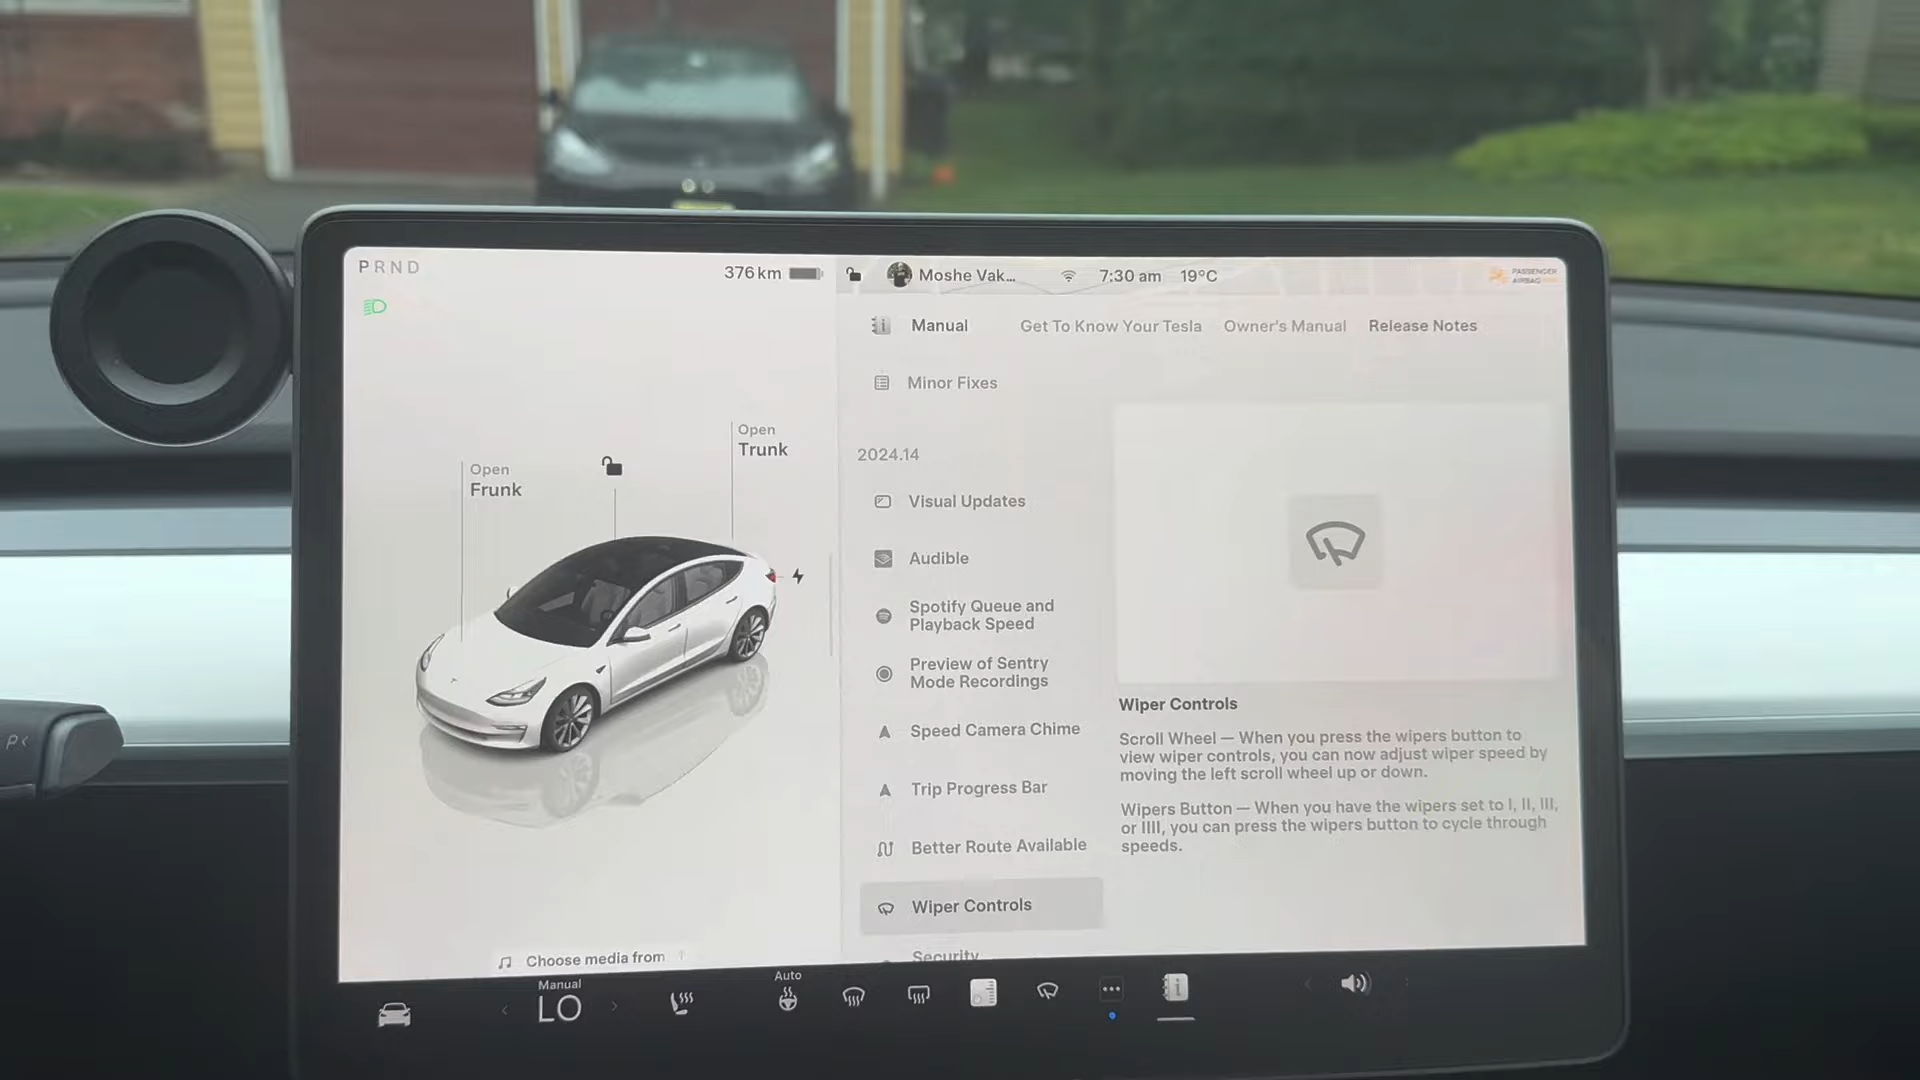 PRND
376 km
Moshe Vak...
7:30 am
19°C
PASSENGER
AIRBAG
Manual
Get To Know Your Tesla
Owner's Manual
Release Notes
Minor Fixes
2024.14
Visual Updates
Audible
Spotify Queue and
Playback Speed
Preview of Sentry
Mode Recordings
Speed Camera Chime
Trip Progress Bar
Better Route Available
Wiper Controls
Security
Open
Frunk
Open
Trunk
Wiper Controls
Scroll Wheel — When you press the wipers button to
view wiper controls, you can now adjust wiper speed by
moving the left scroll wheel up or down.
Wipers Button — When you have the wipers set to I, II, III,
or IIII, you can press the wipers button to cycle through
speeds.
Choose media from
Manual
LO
Auto
P